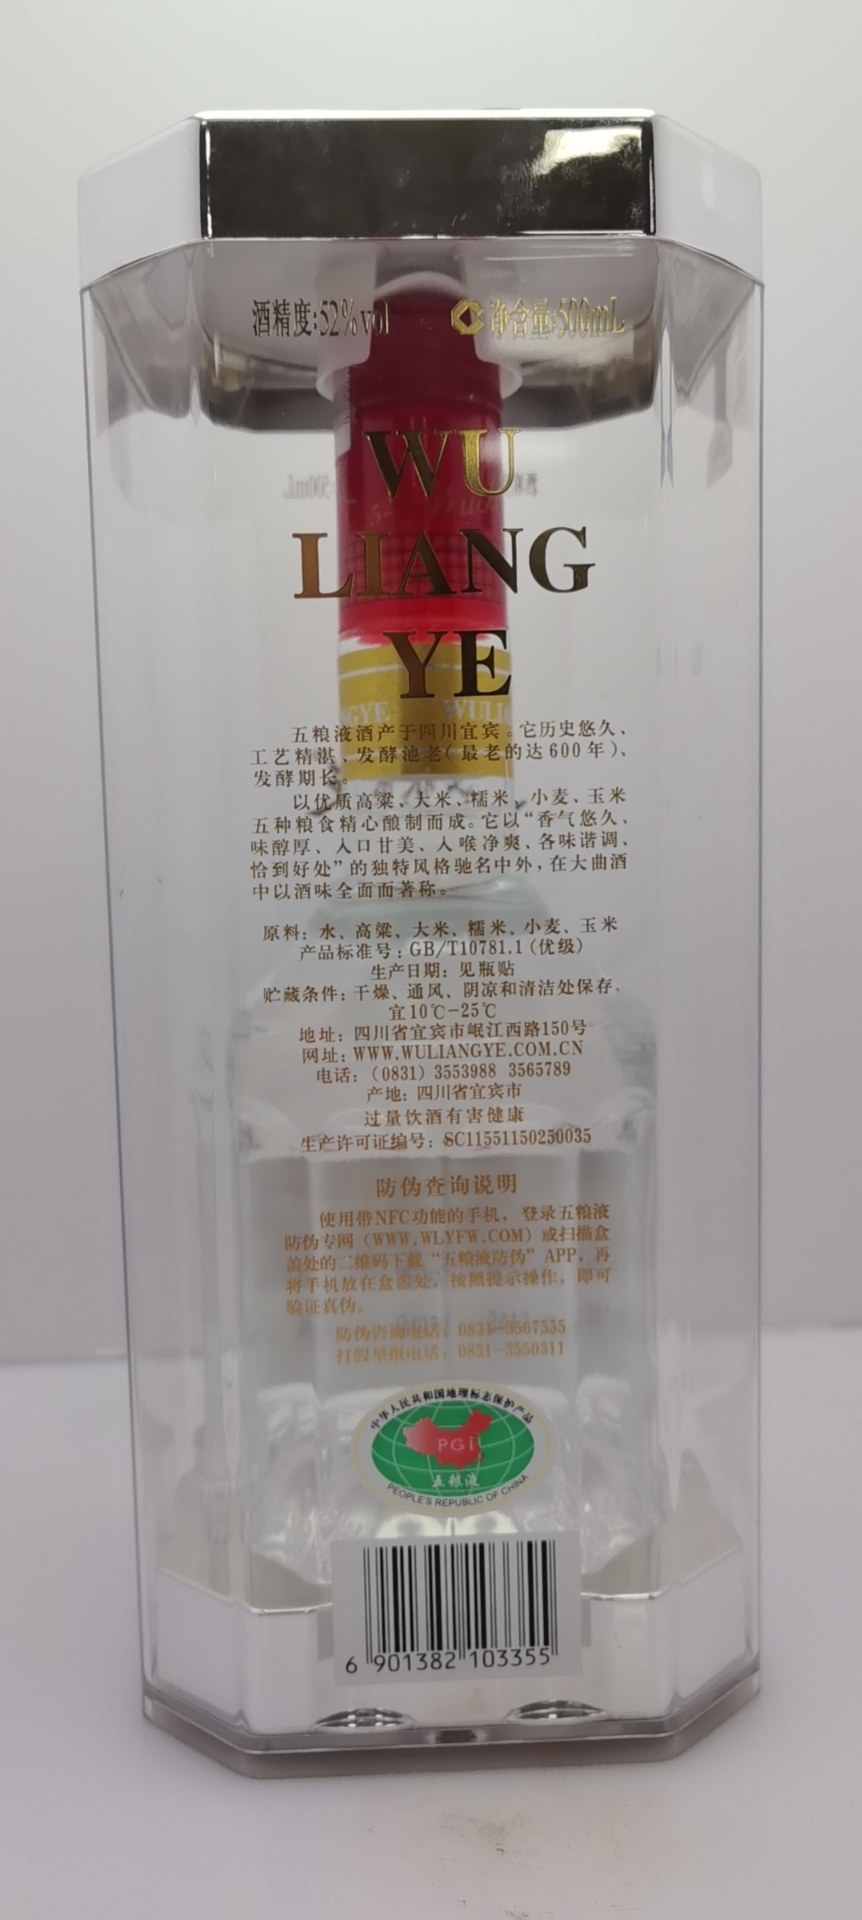 酒精度:52%vol 净含量:500mL
WU
LIANG
YE
五粮液酒产于四川宜宾。它历史悠久、
工艺精湛、发酵池老(最老的达600年)、
发酵期长。
以优质高粱、大米、糯米、小麦、玉米
五种粮食精心酿制而成。它以“香气悠久、
味醇厚、入口甘美、入喉净爽、各味谐调、
恰到好处”的独特风格驰名中外,在大曲酒
中以酒味全面而著称。
原料:水、高粱、大米、糯米、小麦、玉米
产品标准号:GB/T10781.1(优级)
生产日期:见瓶贴
贮藏条件:干燥、通风、阴凉和清洁处保存,
宜10℃-25℃
地址:四川省宜宾市岷江西路150号
网址:WWW.WULIANGYE.COM.CN
电话:(0831) 3553988 3565789
产地:四川省宜宾市
过量饮酒有害健康
生产许可证编号:SC11551150250035
防伪查询说明
使用带NFC功能的手机,登录五粮液
防伪专网(WWW.WLYFW.COM)或扫描盒
盖处的二维码下载“五粮液防伪”APP,再
将手机放在盒盖处,按照提示操作,即可
验证真伪。
防伪咨询电话:0831-3567555
打假举报电话:0831-3550311
中华人民共和国地理标志保护产品
PGI
五粮液
PEOPLE'S REPUBLIC OF CHINA
6 901382 103355